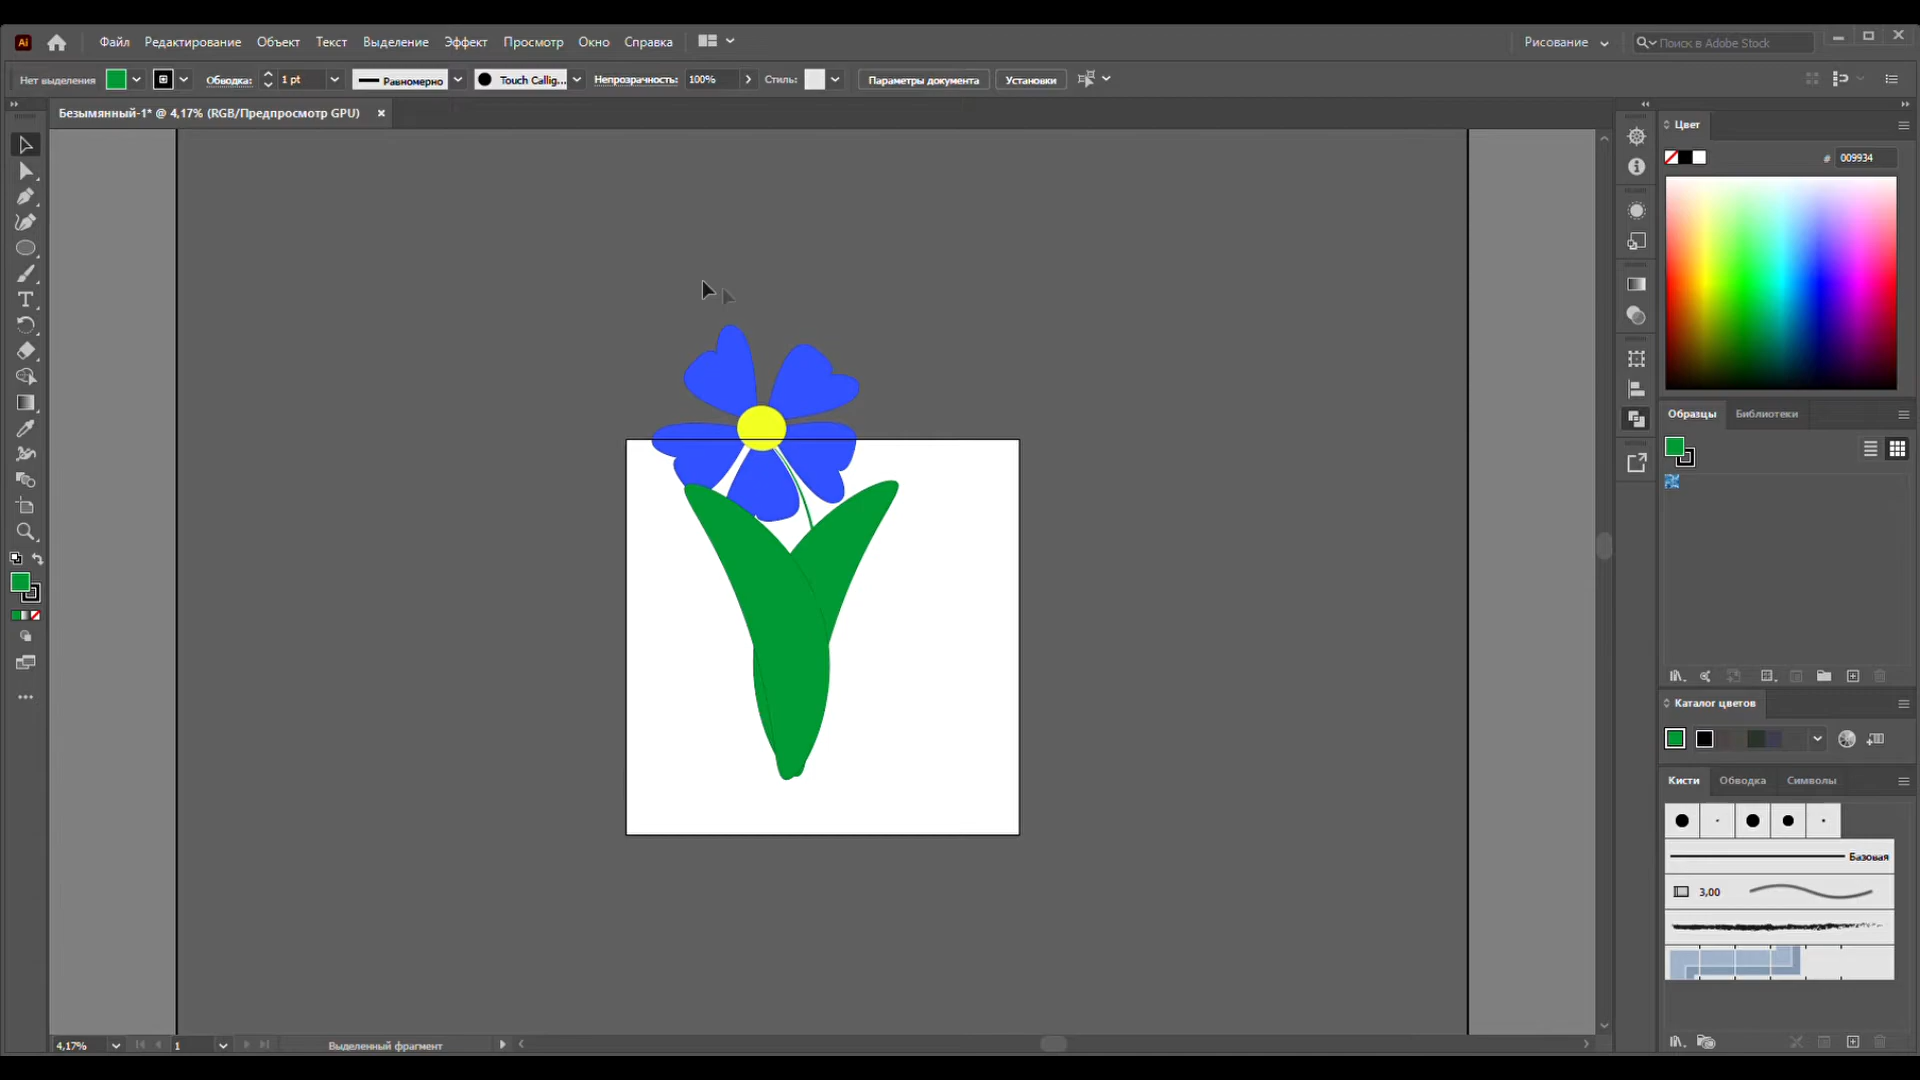 Ai Файл Редактирование Объект Текст Выделение Эффект Просмотр Окно Справка Рисование Поиск в Adobe Stock
Нет выделения Обводка: 1 pt Равномерно Touch Callig... Непрозрачность: 100% Стиль: Параметры документа Установки
Безымянный-1* @ 4,17% (RGB/Предпросмотр GPU) ×
Цвет
# 009934
Образцы Библиотеки
Каталог цветов
Кисти Обводка Символы
Базовая
3,00
4,17% 1 Выделенный фрагмент